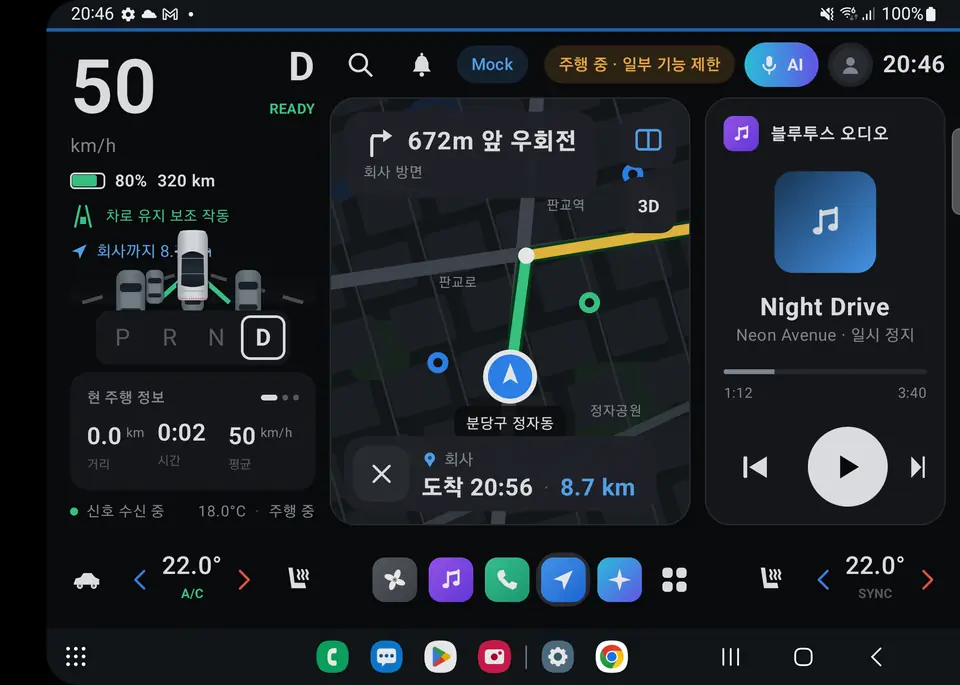 20:46
100%
50
D
READY
km/h
80% 320 km
차로 유지 보조 작동
회사까지 8.
P R N D
현 주행 정보
0.0 km 0:02 50 km/h
거리 시간 평균
신호 수신 중 18.0°C · 주행 중
Mock
주행 중 · 일부 기능 제한
AI
20:46
672m 앞 우회전
회사 방면
3D
판교역
판교로
정자공원
분당구 정자동
회사
도착 20:56 · 8.7 km
블루투스 오디오
Night Drive
Neon Avenue · 일시 정지
1:12 3:40
22.0°
A/C
22.0°
SYNC